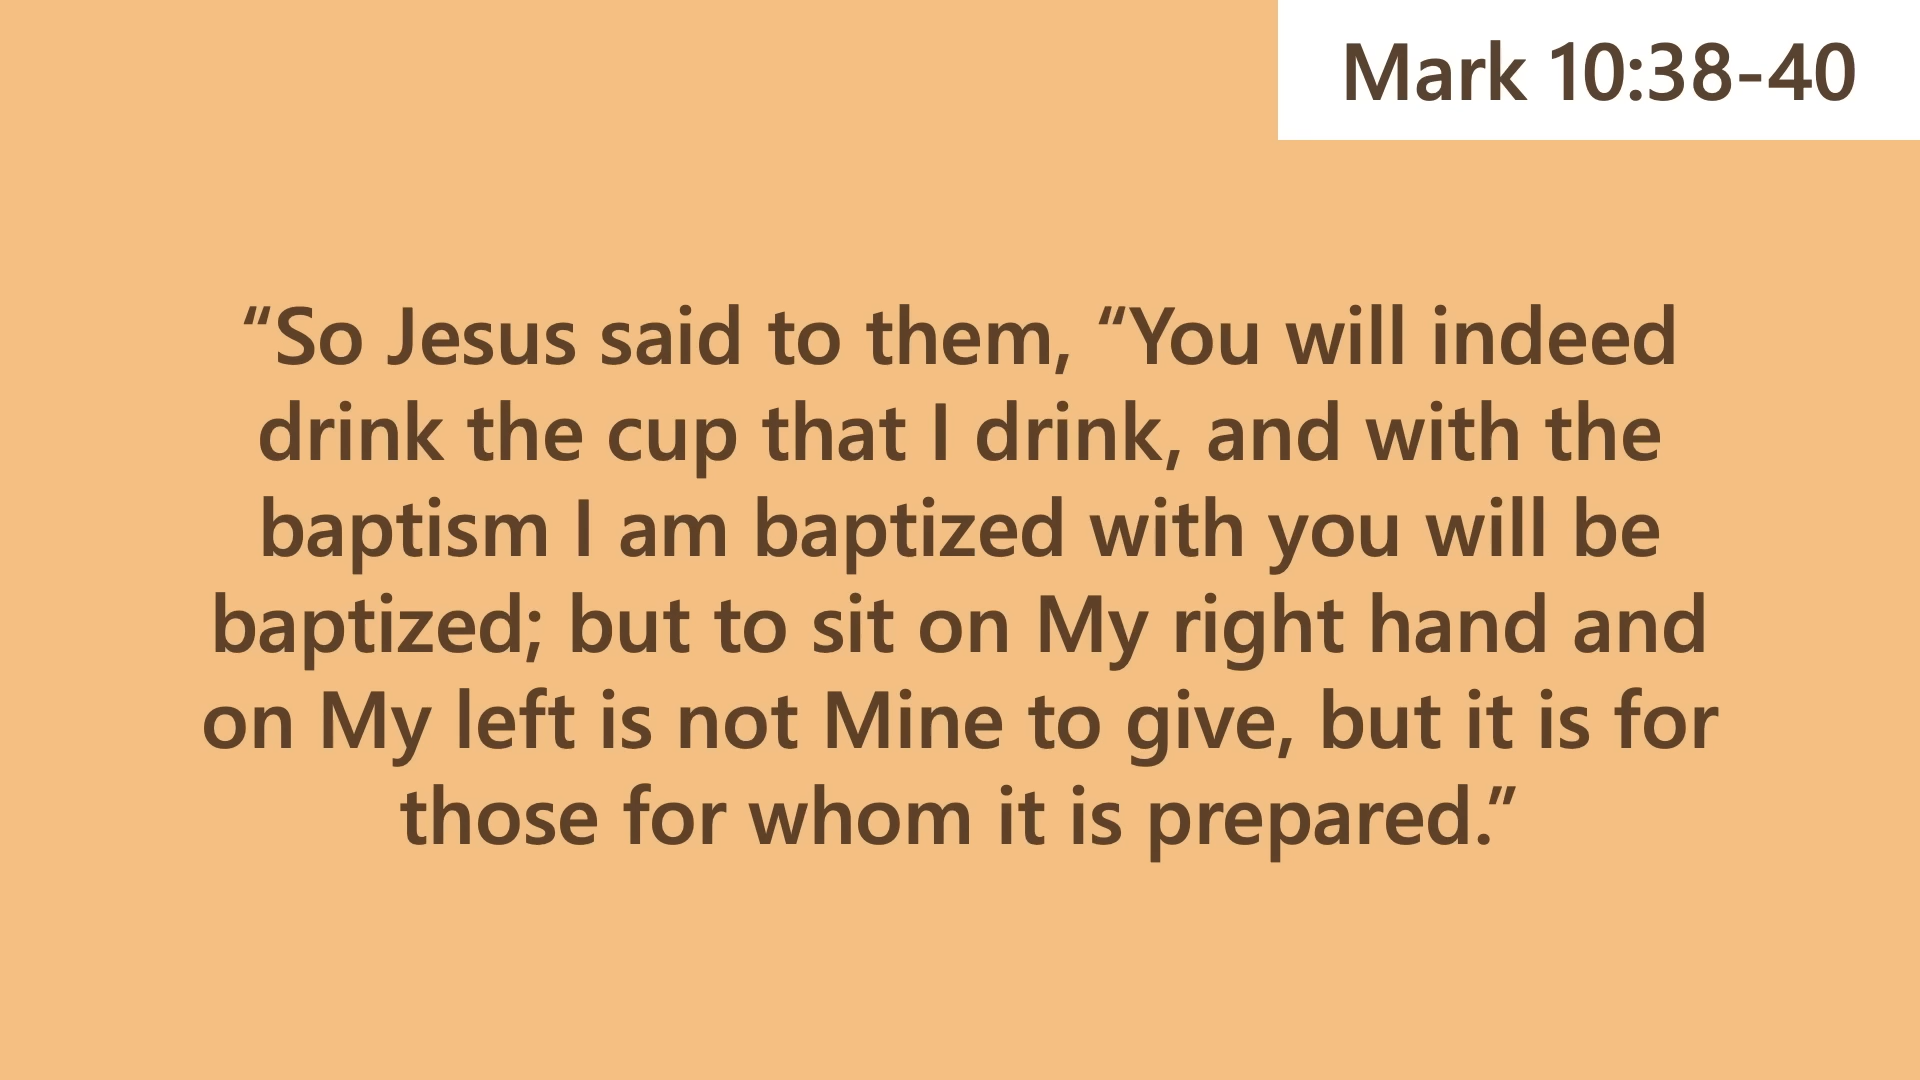 Mark 10:38-40
“So Jesus said to them, “You will indeed
drink the cup that I drink, and with the
baptism I am baptized with you will be
baptized; but to sit on My right hand and
on My left is not Mine to give, but it is for
those for whom it is prepared.”